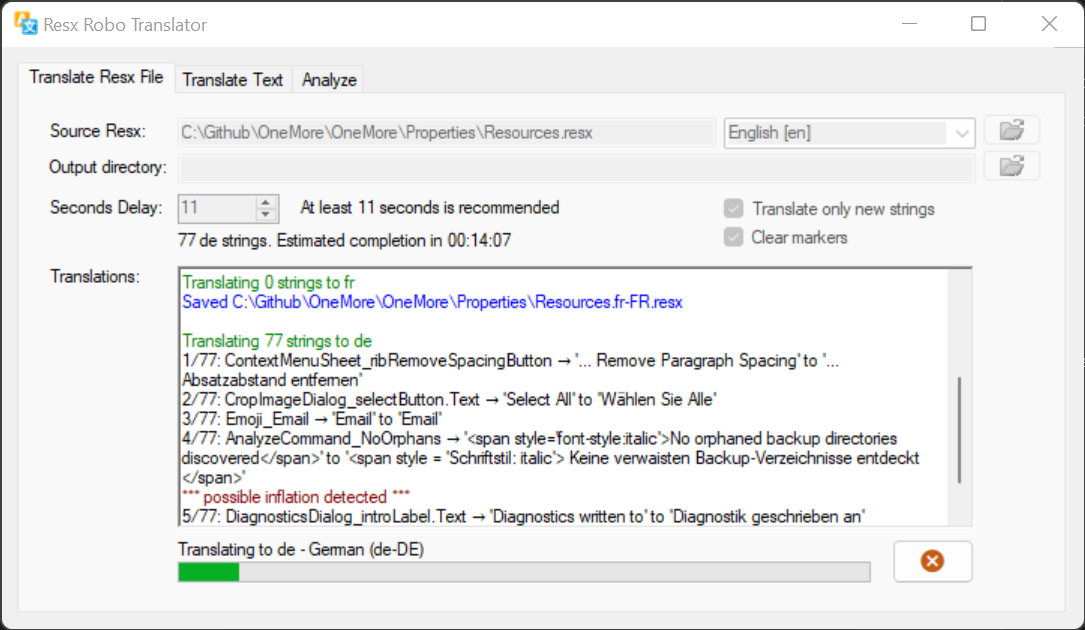 Resx Robo Translator
Translate Resx File
Translate Text
Analyze
Source Resx:
C:\Github\OneMore\OneMore\Properties\Resources.resx
English [en]
Output directory:
Seconds Delay:
11
At least 11 seconds is recommended
Translate only new strings
77 de strings. Estimated completion in 00:14:07
Clear markers
Translations:
Translating 0 strings to fr
Saved C:\Github\OneMore\OneMore\Properties\Resources.fr-FR.resx
Translating 77 strings to de
1/77: ContextMenuSheet_ribRemoveSpacingButton → '... Remove Paragraph Spacing' to '...
Absatzabstand entfernen'
2/77: CropImageDialog_selectButton.Text → 'Select All' to 'Wählen Sie Alle'
3/77: Emoji_Email → 'Email' to 'Email'
4/77: AnalyzeCommand_NoOrphans → '<span style='font-style:italic'>No orphaned backup directories
discovered</span>' to '<span style = 'Schriftstil: italic'> Keine verwaisten Backup-Verzeichnisse entdeckt
</span>'
*** possible inflation detected ***
5/77: DiagnosticsDialog_introLabel.Text → 'Diagnostics written to' to 'Diagnostik geschrieben an'
Translating to de - German (de-DE)